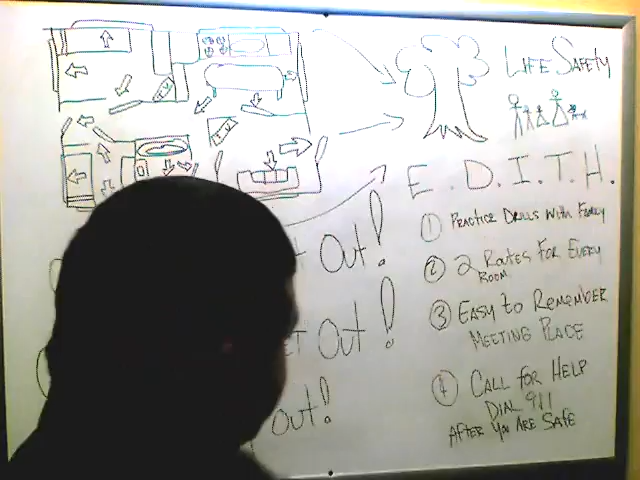 Life Safety
E.D.I.T.H.
① Practice Drills With Family
② 2 Routes For Every
Room
③ Easy to Remember
Meeting Place
④ Call for Help
Dial 911
After You Are Safe
Out!
Out!
out!